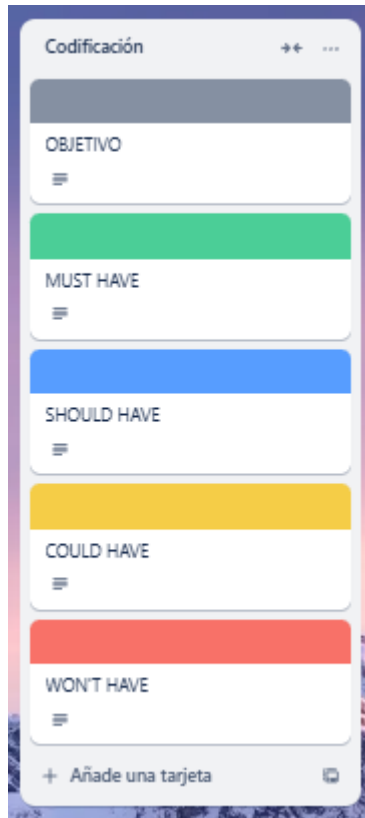 Codificación
OBJETIVO
MUST HAVE
SHOULD HAVE
COULD HAVE
WON'T HAVE
+ Añade una tarjeta